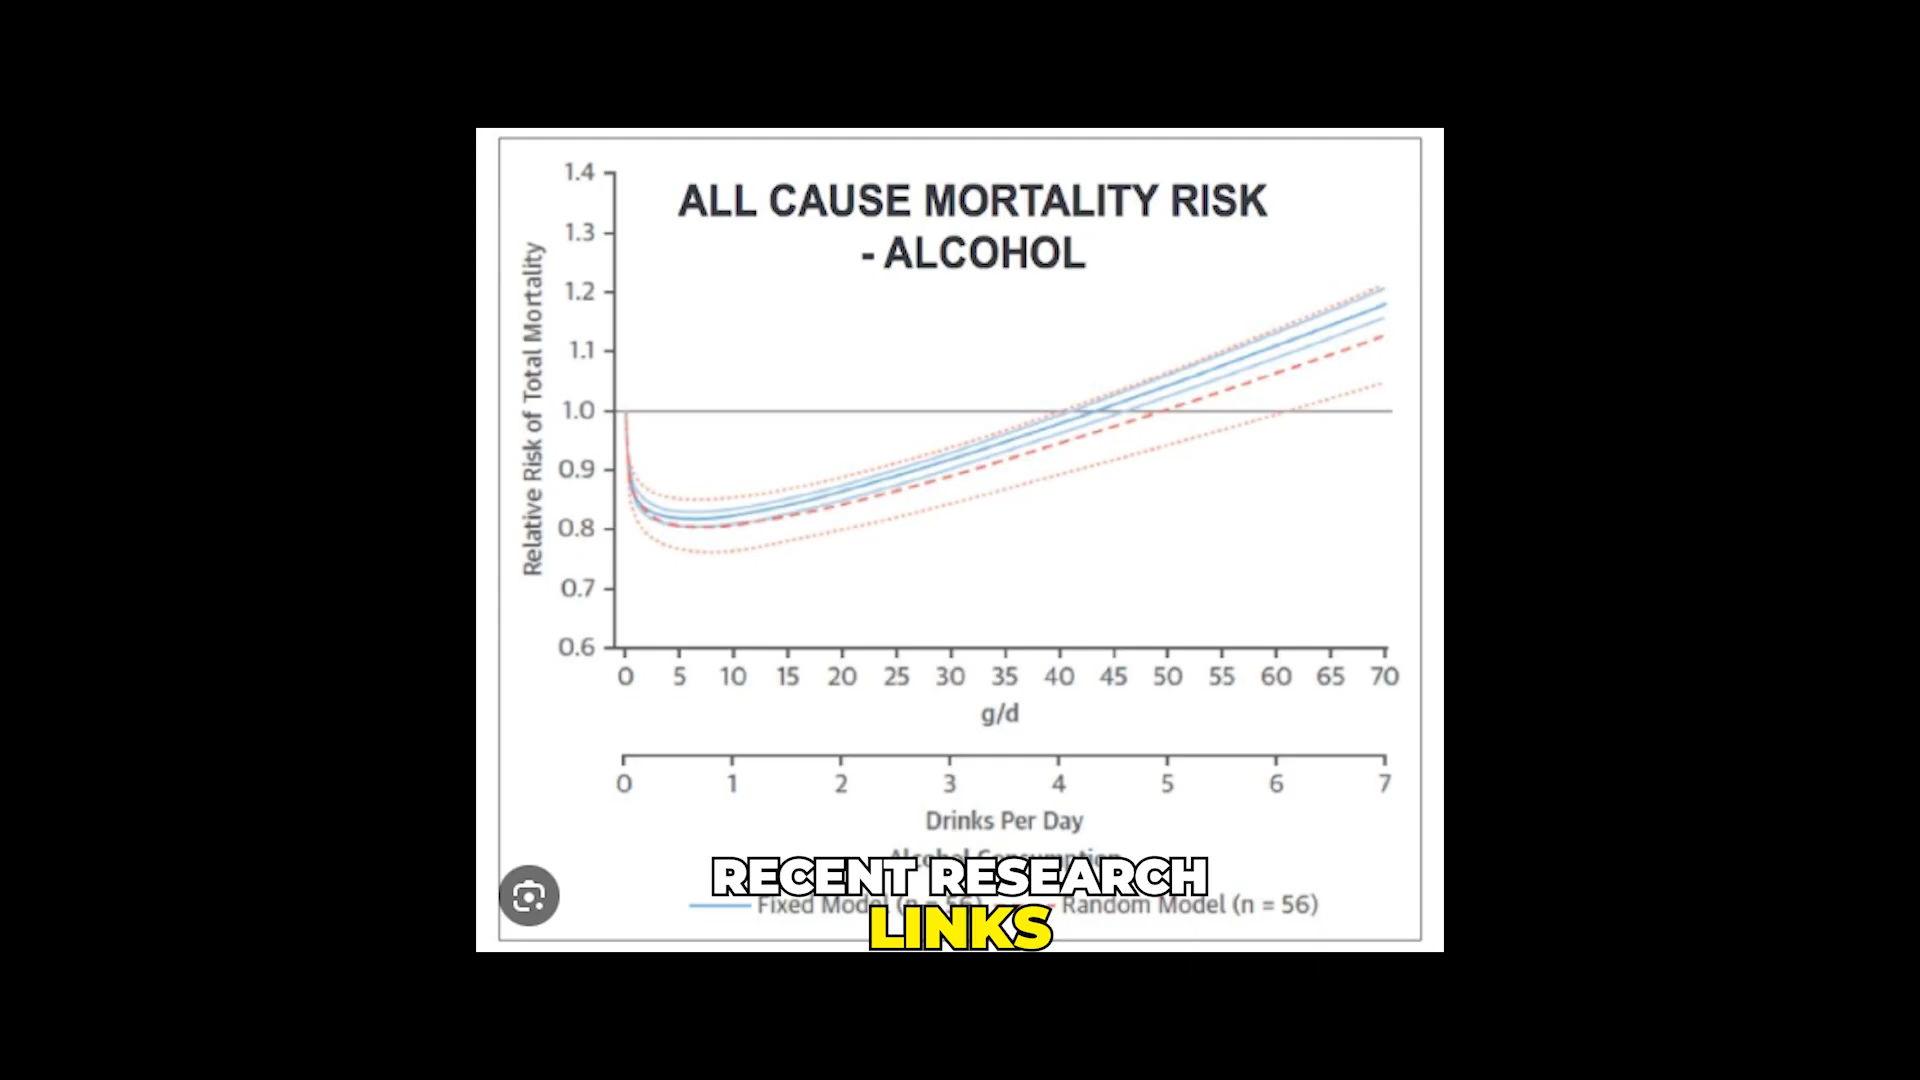 ALL CAUSE MORTALITY RISK
- ALCOHOL
Relative Risk of Total Mortality
1.4
1.3
1.2
1.1
1.0
0.9
0.8
0.7
0.6
0 5 10 15 20 25 30 35 40 45 50 55 60 65 70
g/d
0 1 2 3 4 5 6 7
Drinks Per Day
Alcohol Consumption
RECENT RESEARCH
Fixed Model (n = 56) Random Model (n = 56)
LINKS